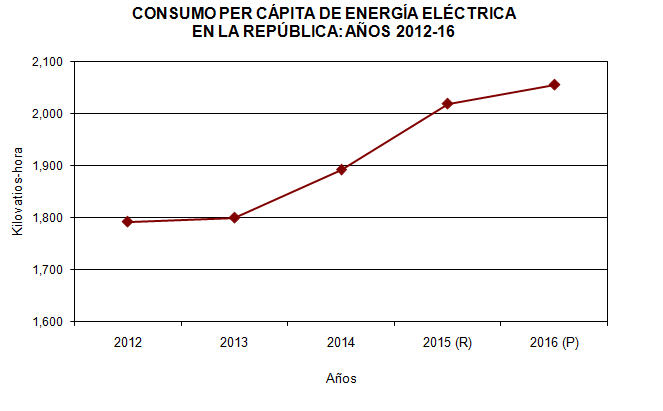 CONSUMO PER CÁPITA DE ENERGÍA ELÉCTRICA
EN LA REPÚBLICA: AÑOS 2012-16
Kilovatios-hora
2,100
2,000
1,900
1,800
1,700
1,600
2012 2013 2014 2015 (R) 2016 (P)
Años